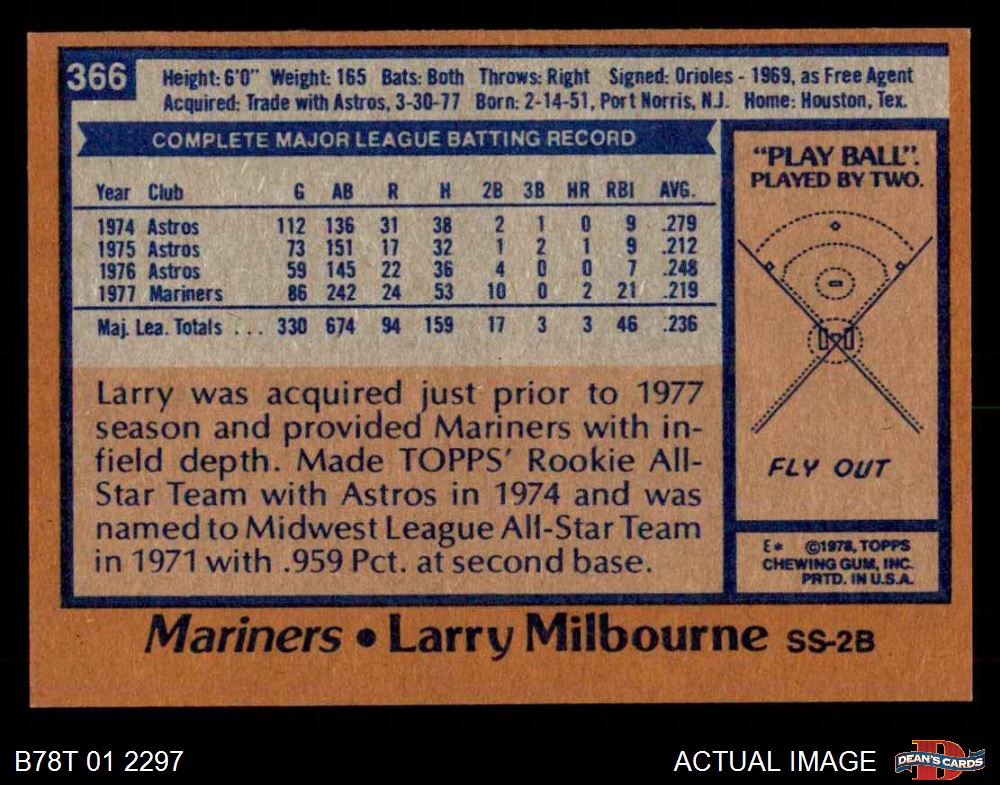 366
Height: 6'0" Weight: 165 Bats: Both Throws: Right Signed: Orioles - 1969, as Free Agent
Acquired: Trade with Astros, 3-30-77 Born: 2-14-51, Port Norris, N.J. Home: Houston, Tex.
COMPLETE MAJOR LEAGUE BATTING RECORD
Year Club G AB R H 2B 3B HR RBI AVG.
1974 Astros 112 136 31 38 2 1 0 9 .279
1975 Astros 73 151 17 32 1 2 1 9 .212
1976 Astros 59 145 22 36 4 0 0 7 .248
1977 Mariners 86 242 24 53 10 0 2 21 .219
Maj. Lea. Totals ... 330 674 94 159 17 3 3 46 .236
Larry was acquired just prior to 1977
season and provided Mariners with in-
field depth. Made TOPPS' Rookie All-
Star Team with Astros in 1974 and was
named to Midwest League All-Star Team
in 1971 with .959 Pct. at second base.
"PLAY BALL".
PLAYED BY TWO.
FLY OUT
E* ©1978, TOPPS
CHEWING GUM, INC.
PRTD. IN U.S.A.
Mariners • Larry Milbourne SS-2B
B78T 01 2297
ACTUAL IMAGE
D
DEAN'S CARDS